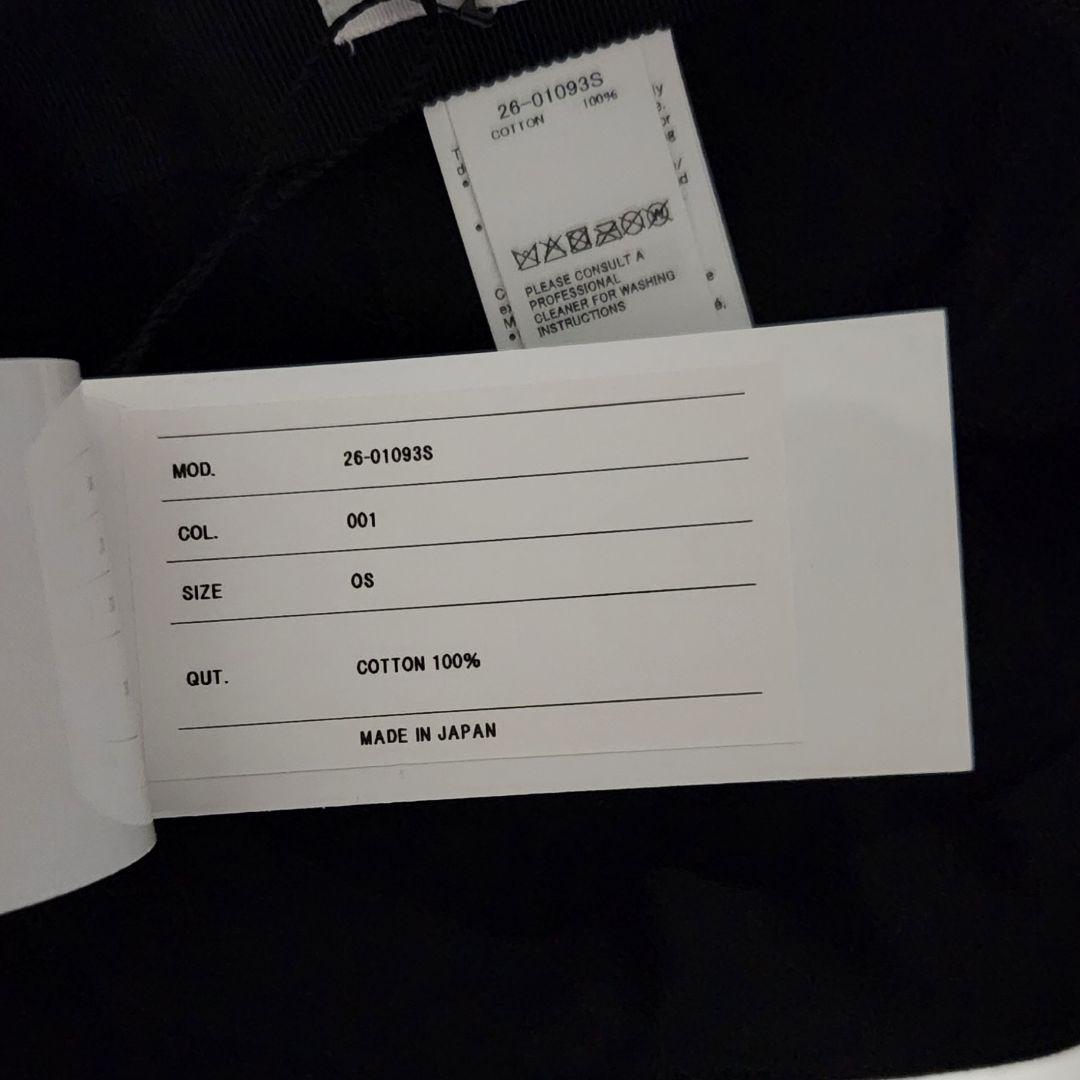 26-01093S
COTTON 100%
PLEASE CONSULT A
PROFESSIONAL
CLEANER FOR WASHING
INSTRUCTIONS
MOD. 26-01093S
COL. 001
SIZE OS
QUT. COTTON 100%
MADE IN JAPAN